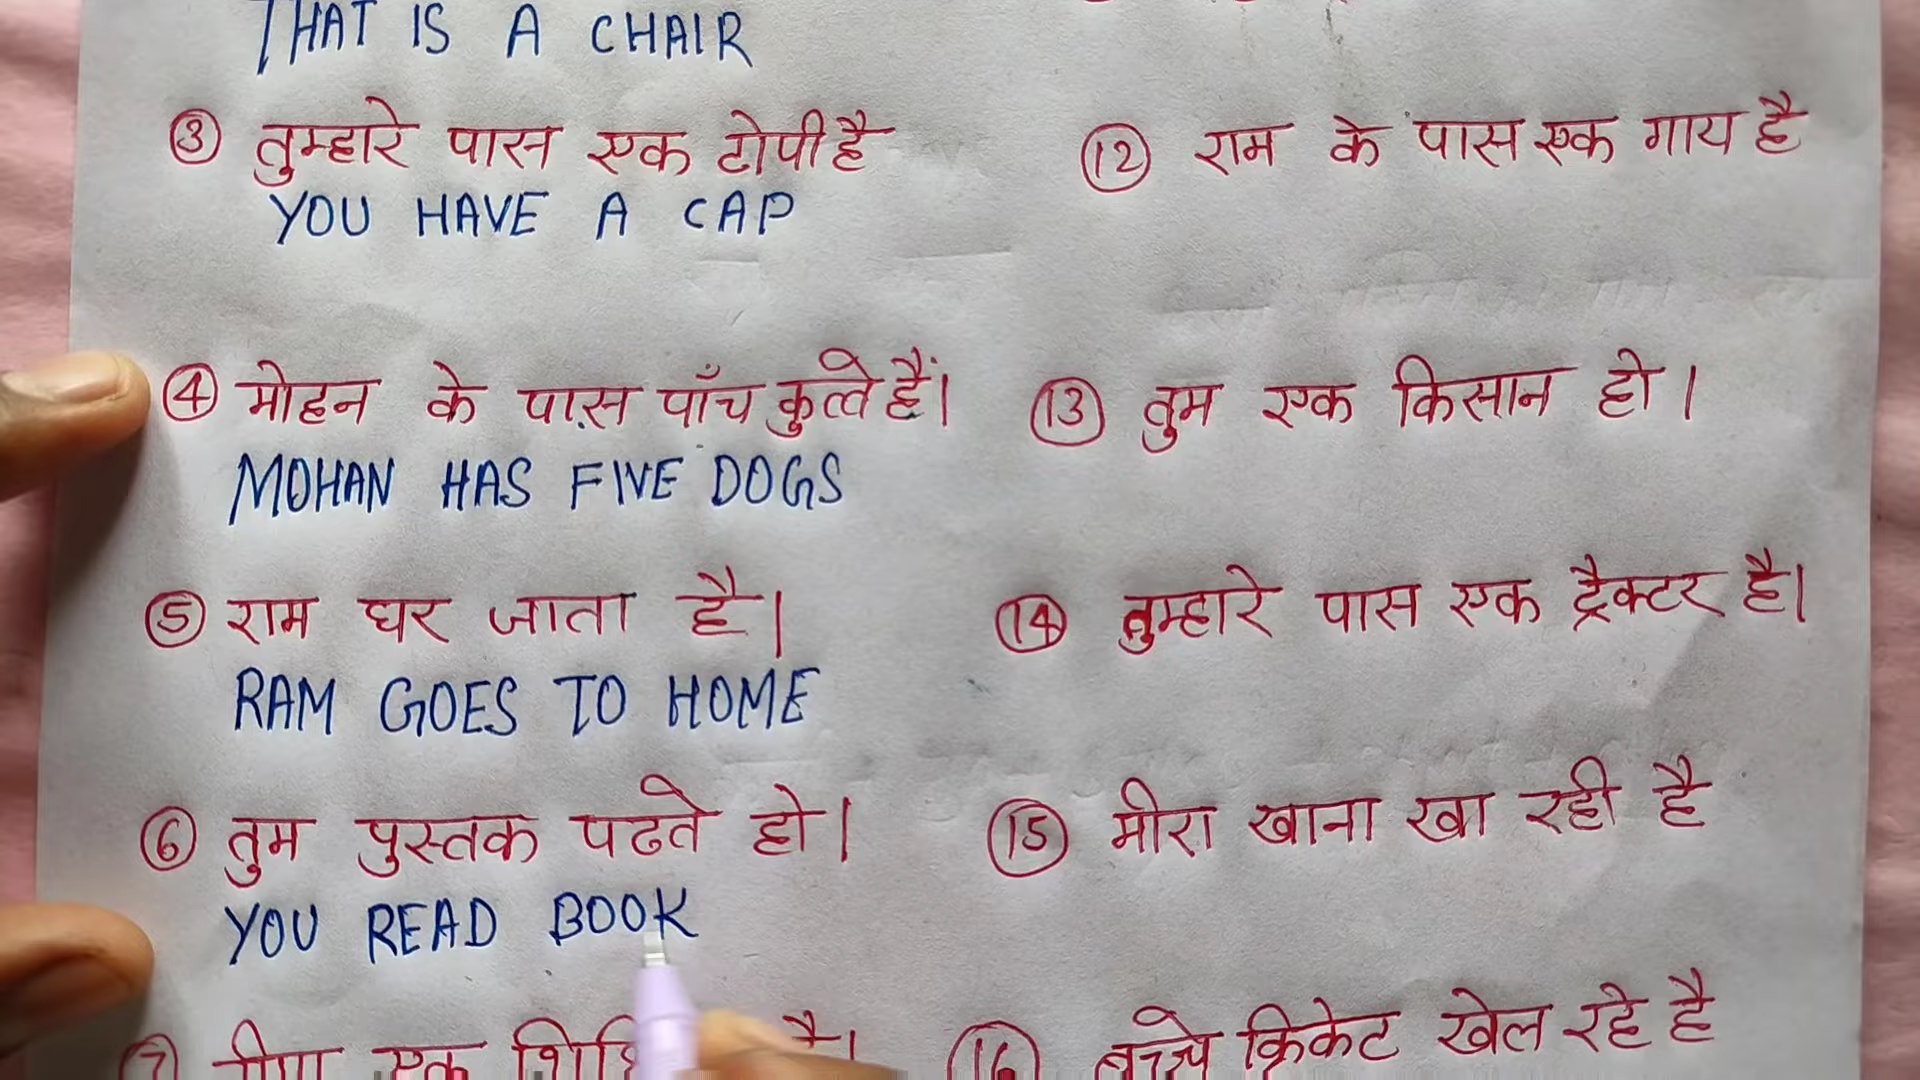 THAT IS A CHAIR
③ तुम्हारे पास एक टोपी है
YOU HAVE A CAP
④ मोहन के पास पाँच कुत्ते हैं।
MOHAN HAS FIVE DOGS
⑤ राम घर जाता है।
RAM GOES TO HOME
⑥ तुम पुस्तक पढते हो।
YOU READ BOOK
⑦ एक है।
⑫ राम के पास एक गाय है
⑬ तुम एक किसान हो।
⑭ तुम्हारे पास एक ट्रैक्टर है।
⑮ मीरा खाना खा रही है
⑯ बच्चे क्रिकेट खेल रहे है